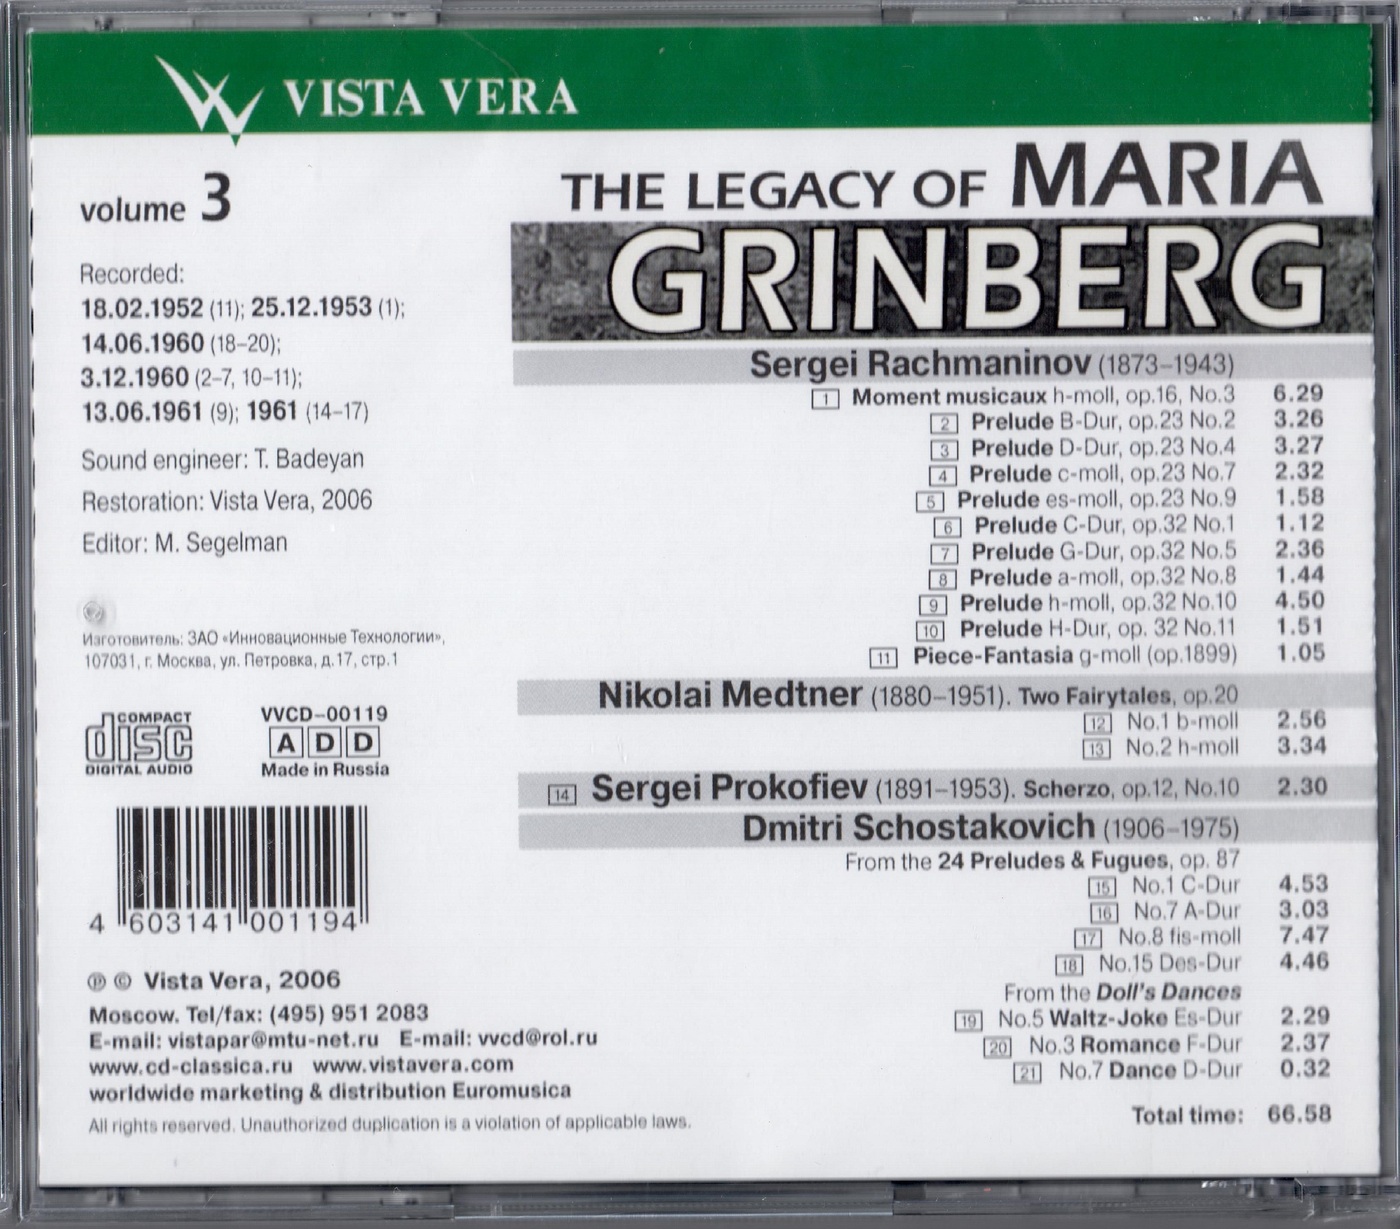 VISTA VERA
volume 3
THE LEGACY OF MARIA
GRINBERG
Recorded:
18.02.1952 (11); 25.12.1953 (1);
14.06.1960 (18–20);
3.12.1960 (2–7, 10–11);
13.06.1961 (9); 1961 (14–17)
Sound engineer: T. Badeyan
Restoration: Vista Vera, 2006
Editor: M. Segelman
Изготовитель: ЗАО «Инновационные Технологии»,
107031, г. Москва, ул. Петровка, д.17, стр.1
COMPACT
disc
DIGITAL AUDIO
VVCD–00119
A D D
Made in Russia
4 603141 001194
℗ © Vista Vera, 2006
Moscow. Tel/fax: (495) 951 2083
E-mail: vistapar@mtu-net.ru E-mail: vvcd@rol.ru
www.cd-classica.ru www.vistavera.com
worldwide marketing & distribution Euromusica
All rights reserved. Unauthorized duplication is a violation of applicable laws.
Sergei Rachmaninov (1873–1943)
1 Moment musicaux h-moll, op.16, No.3 6.29
2 Prelude B-Dur, op.23 No.2 3.26
3 Prelude D-Dur, op.23 No.4 3.27
4 Prelude c-moll, op.23 No.7 2.32
5 Prelude es-moll, op.23 No.9 1.58
6 Prelude C-Dur, op.32 No.1 1.12
7 Prelude G-Dur, op.32 No.5 2.36
8 Prelude a-moll, op.32 No.8 1.44
9 Prelude h-moll, op.32 No.10 4.50
10 Prelude H-Dur, op. 32 No.11 1.51
11 Piece-Fantasia g-moll (op.1899) 1.05
Nikolai Medtner (1880–1951). Two Fairytales, op.20
12 No.1 b-moll 2.56
13 No.2 h-moll 3.34
14 Sergei Prokofiev (1891–1953). Scherzo, op.12, No.10 2.30
Dmitri Schostakovich (1906–1975)
From the 24 Preludes & Fugues, op. 87
15 No.1 C-Dur 4.53
16 No.7 A-Dur 3.03
17 No.8 fis-moll 7.47
18 No.15 Des-Dur 4.46
From the Doll's Dances
19 No.5 Waltz-Joke Es-Dur 2.29
20 No.3 Romance F-Dur 2.37
21 No.7 Dance D-Dur 0.32
Total time: 66.58